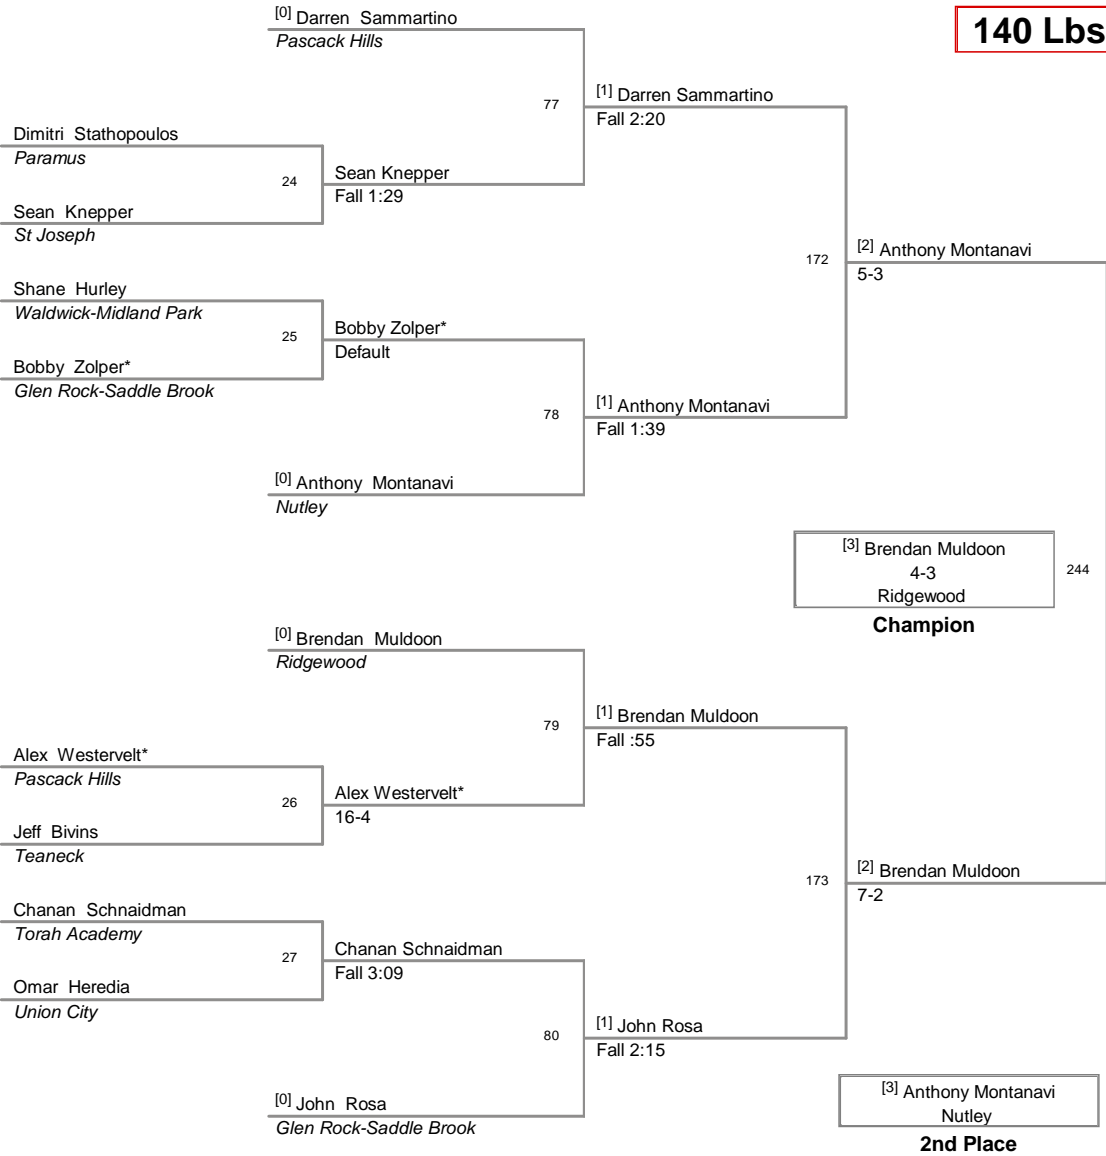 [0] Darren Sammartino
Pascack Hills
140 Lbs
77
[1] Darren Sammartino
Fall 2:20
Dimitri Stathopoulos
Paramus
24
Sean Knepper
Fall 1:29
Sean Knepper
St Joseph
172
[2] Anthony Montanavi
5-3
Shane Hurley
Waldwick-Midland Park
25
Bobby Zolper*
Default
Bobby Zolper*
Glen Rock-Saddle Brook
78
[1] Anthony Montanavi
Fall 1:39
[0] Anthony Montanavi
Nutley
[3] Brendan Muldoon
4-3
Ridgewood
244
Champion
[0] Brendan Muldoon
Ridgewood
79
[1] Brendan Muldoon
Fall :55
Alex Westervelt*
Pascack Hills
26
Alex Westervelt*
16-4
Jeff Bivins
Teaneck
173
[2] Brendan Muldoon
7-2
Chanan Schnaidman
Torah Academy
27
Chanan Schnaidman
Fall 3:09
Omar Heredia
Union City
80
[1] John Rosa
Fall 2:15
[0] John Rosa
Glen Rock-Saddle Brook
[3] Anthony Montanavi
Nutley
2nd Place